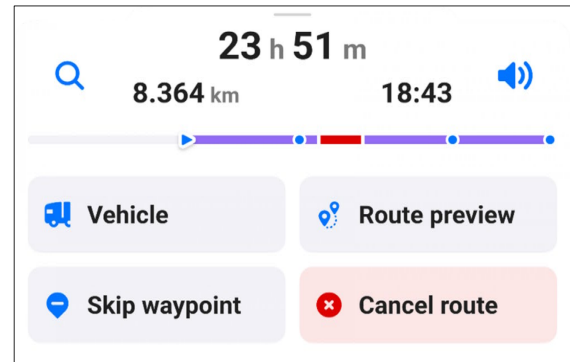 23 h 51 m
8.364 km 18:43
Vehicle Route preview
Skip waypoint Cancel route